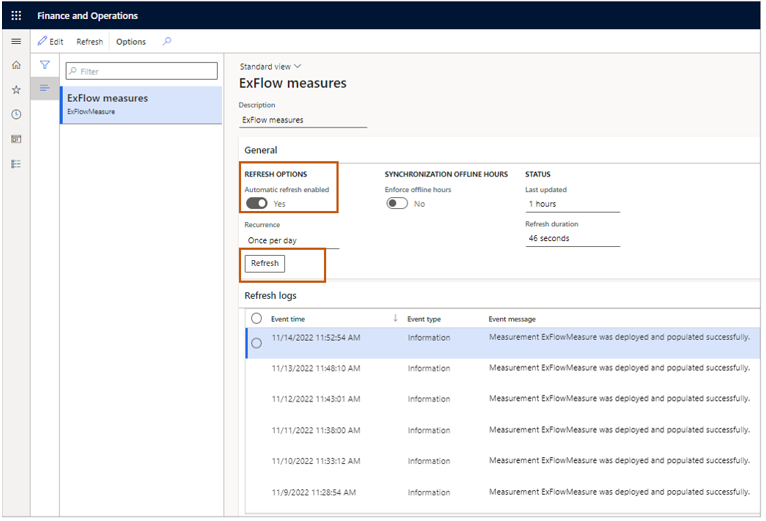 Finance and Operations
Edit Refresh Options
Filter
ExFlow measures
ExFlowMeasure
Standard view
ExFlow measures
Description
ExFlow measures
General
REFRESH OPTIONS SYNCHRONIZATION OFFLINE HOURS STATUS
Automatic refresh enabled Enforce offline hours Last updated
Yes No 1 hours
Recurrence Refresh duration
Once per day 46 seconds
Refresh
Refresh logs
Event time Event type Event message
11/14/2022 11:52:54 AM Information Measurement ExFlowMeasure was deployed and populated successfully.
11/13/2022 11:48:10 AM Information Measurement ExFlowMeasure was deployed and populated successfully.
11/12/2022 11:43:01 AM Information Measurement ExFlowMeasure was deployed and populated successfully.
11/11/2022 11:38:00 AM Information Measurement ExFlowMeasure was deployed and populated successfully.
11/10/2022 11:33:12 AM Information Measurement ExFlowMeasure was deployed and populated successfully.
11/9/2022 11:28:54 AM Information Measurement ExFlowMeasure was deployed and populated successfully.